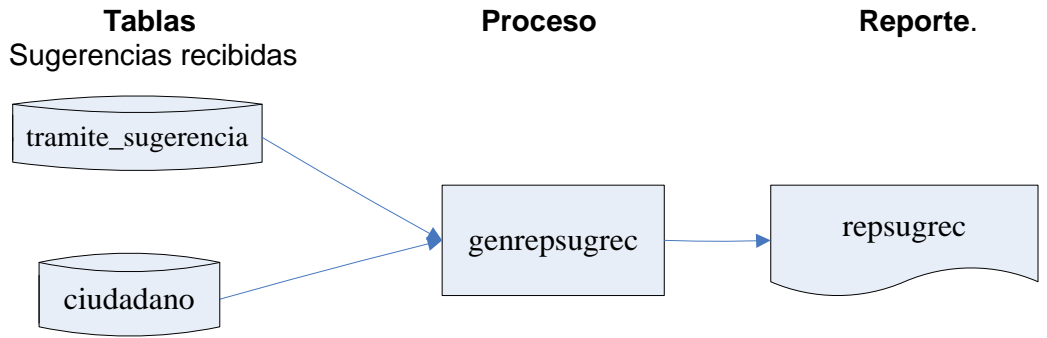 Tablas Proceso Reporte.
Sugerencias recibidas
tramite_sugerencia
genrepsugrec repsugrec
ciudadano